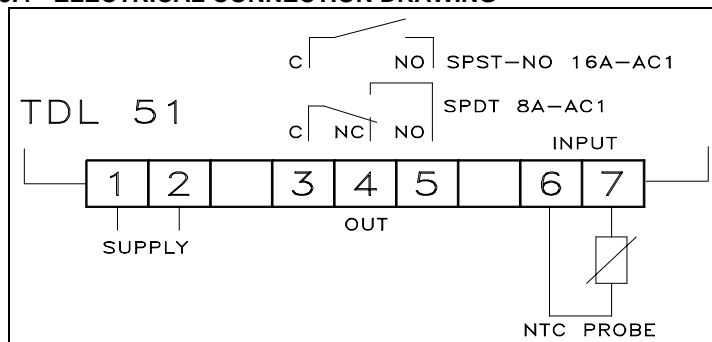 ELECTRICAL CONNECTION DRAWING
C NO SPST-NO 16A-AC1
TDL 51
C NC NO SPDT 8A-AC1
INPUT
1 2 3 4 5 6 7
SUPPLY
OUT
NTC PROBE